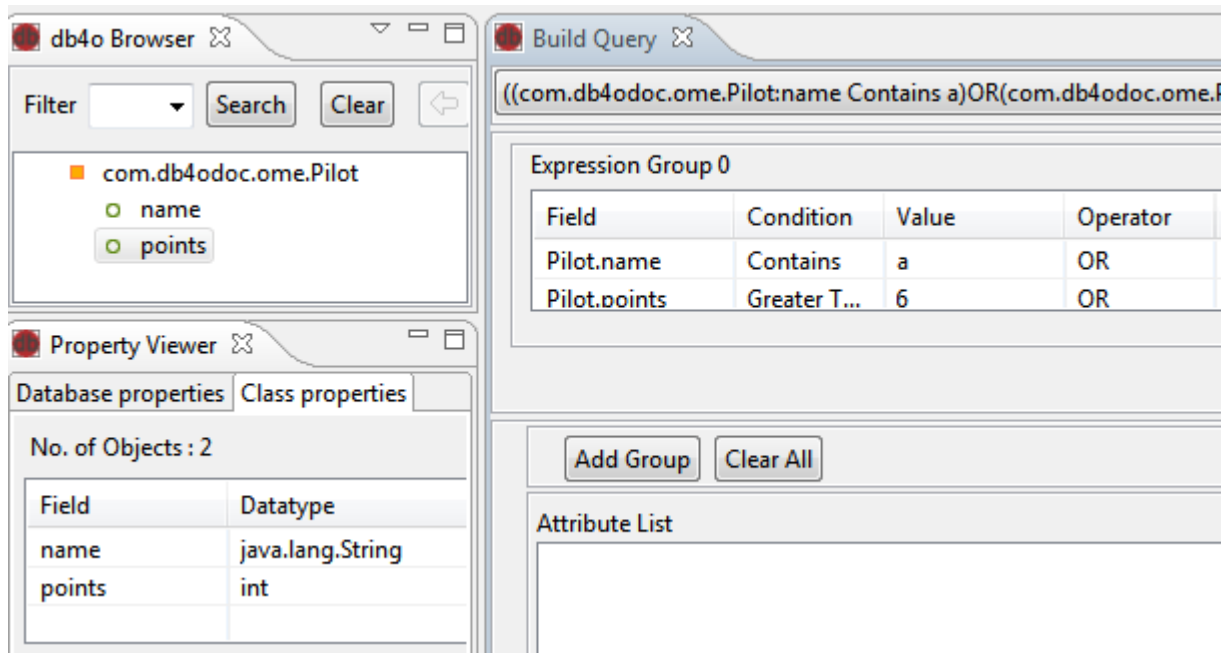 db4o Browser
Filter Search Clear
com.db4odoc.ome.Pilot
name
points
Property Viewer
Database properties Class properties
No. of Objects : 2
Field Datatype
name java.lang.String
points int
Build Query
((com.db4odoc.ome.Pilot:name Contains a)OR(com.db4odoc.ome.
Expression Group 0
Field Condition Value Operator
Pilot.name Contains a OR
Pilot.points Greater T... 6 OR
Add Group Clear All
Attribute List